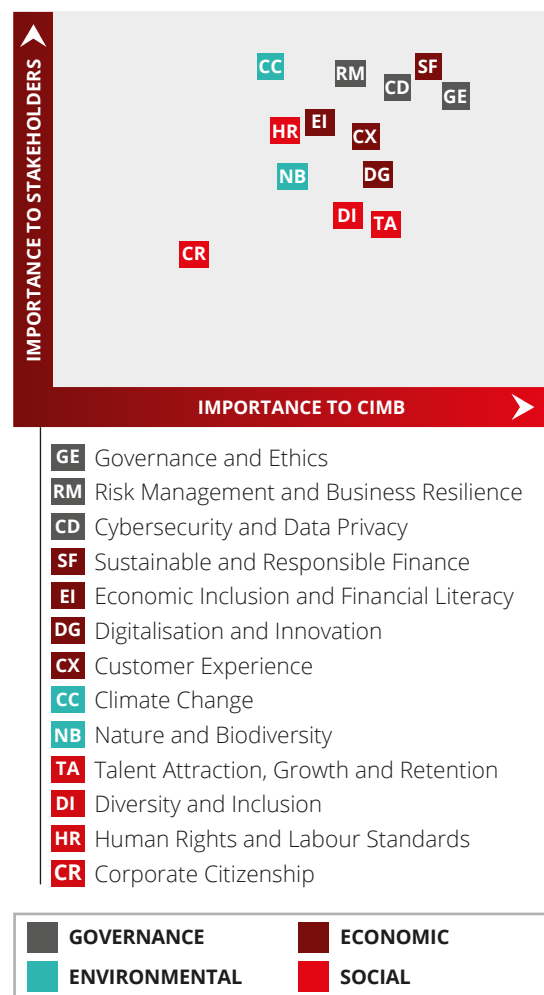 IMPORTANCE TO STAKEHOLDERS
CC
RM
SF
CD
GE
HR
EI
CX
NB
DG
DI
TA
CR
IMPORTANCE TO CIMB
GE Governance and Ethics
RM Risk Management and Business Resilience
CD Cybersecurity and Data Privacy
SF Sustainable and Responsible Finance
EI Economic Inclusion and Financial Literacy
DG Digitalisation and Innovation
CX Customer Experience
CC Climate Change
NB Nature and Biodiversity
TA Talent Attraction, Growth and Retention
DI Diversity and Inclusion
HR Human Rights and Labour Standards
CR Corporate Citizenship
GOVERNANCE
ECONOMIC
ENVIRONMENTAL
SOCIAL